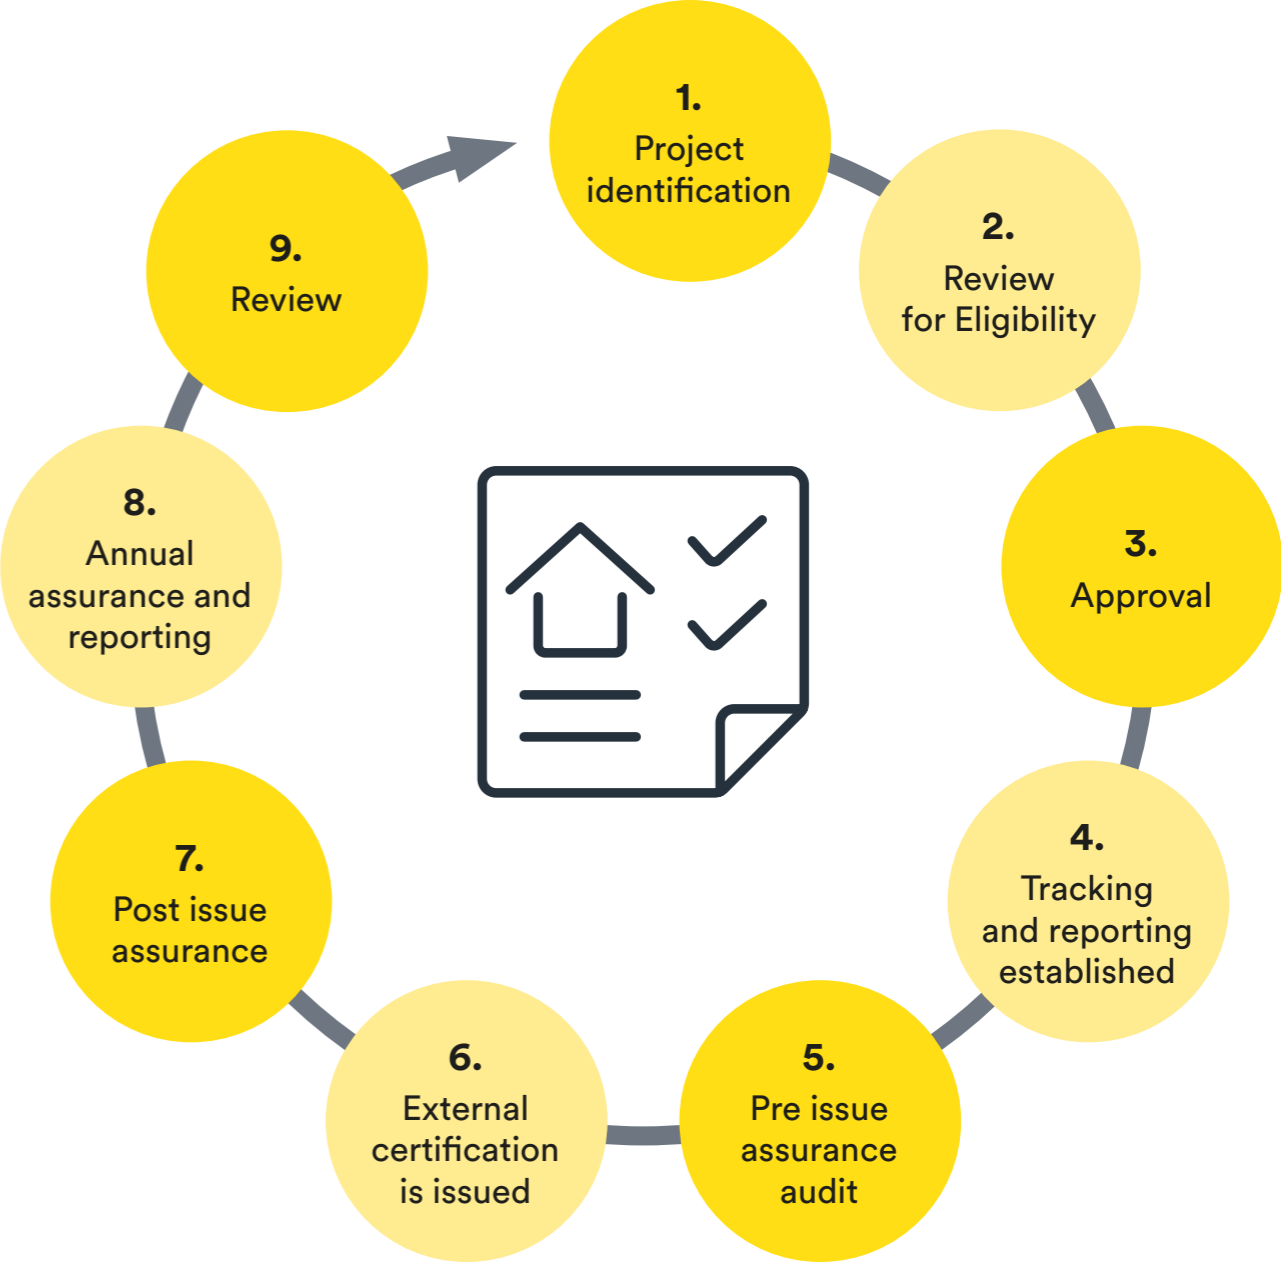 1.
Project
identification
2.
Review
for Eligibility
3.
Approval
4.
Tracking
and reporting
established
5.
Pre issue
assurance
audit
6.
External
certification
is issued
7.
Post issue
assurance
8.
Annual
assurance and
reporting
9.
Review